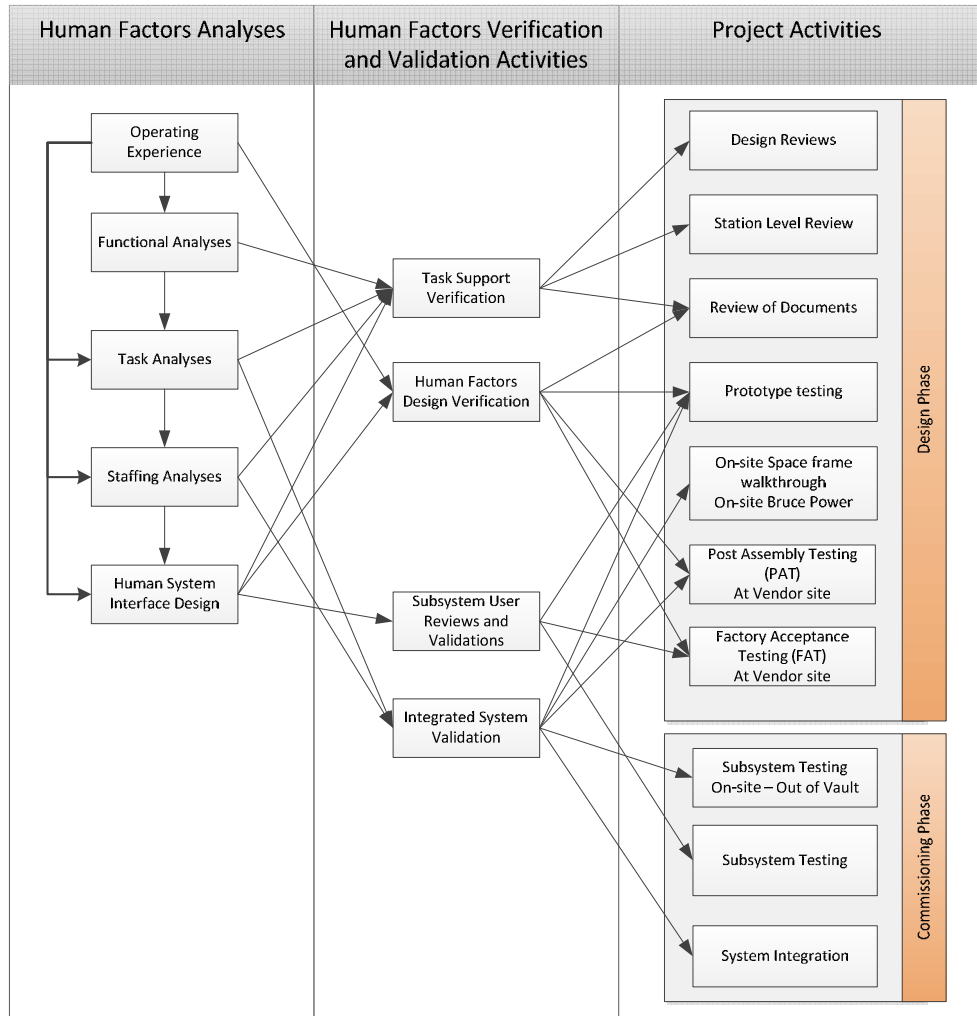 Human Factors Analyses
Human Factors Verification
and Validation Activities
Project Activities
Operating
Experience
Functional Analyses
Task Analyses
Staffing Analyses
Human System
Interface Design
Task Support
Verification
Human Factors
Design Verification
Subsystem User
Reviews and
Validations
Integrated System
Validation
Design Reviews
Station Level Review
Review of Documents
Prototype testing
On-site Space frame
walkthrough
On-site Bruce Power
Post Assembly Testing
(PAT)
At Vendor site
Factory Acceptance
Testing (FAT)
At Vendor site
Design Phase
Subsystem Testing
On-site – Out of Vault
Subsystem Testing
System Integration
Commissioning Phase